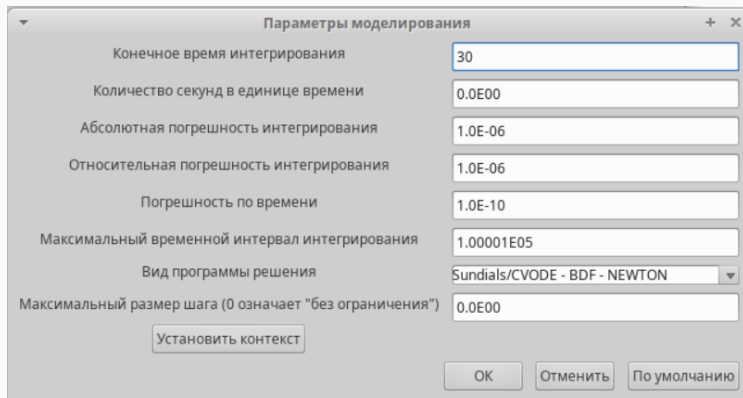 Параметры моделирования
Конечное время интегрирования 30
Количество секунд в единице времени 0.0E00
Абсолютная погрешность интегрирования 1.0E-06
Относительная погрешность интегрирования 1.0E-06
Погрешность по времени 1.0E-10
Максимальный временной интервал интегрирования 1.00001E05
Вид программы решения Sundials/CVODE - BDF - NEWTON
Максимальный размер шага (0 означает "без ограничения") 0.0E00
Установить контекст
ОК Отменить По умолчанию